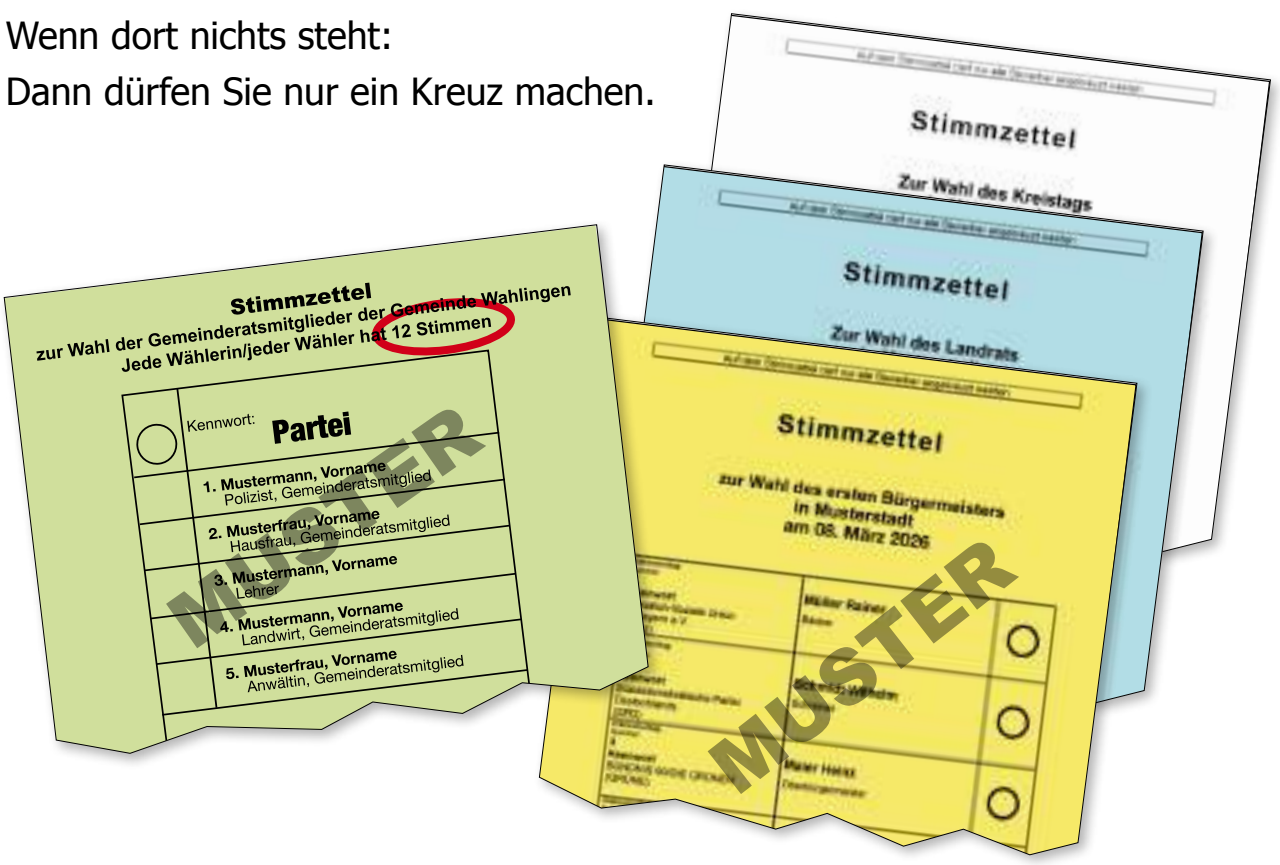 Wenn dort nichts steht:
Dann dürfen Sie nur ein Kreuz machen.
Stimmzettel
Zur Wahl des Kreistags
Stimmzettel
Zur Wahl des Landrats
Stimmzettel
zur Wahl der Gemeinderatsmitglieder der Gemeinde Wahlingen
Jede Wählerin/jeder Wähler hat 12 Stimmen
Kennwort: Partei
1. Mustermann, Vorname
Polizist, Gemeinderatsmitglied
2. Musterfrau, Vorname
Hausfrau, Gemeinderatsmitglied
3. Mustermann, Vorname
Lehrer
4. Mustermann, Vorname
Landwirt, Gemeinderatsmitglied
5. Musterfrau, Vorname
Anwältin, Gemeinderatsmitglied
MUSTER
Stimmzettel
zur Wahl des ersten Bürgermeisters
in Musterstadt
am 08. März 2026
Müller Rainer
Schmidt Wilhelm
Maier Heinz
MUSTER